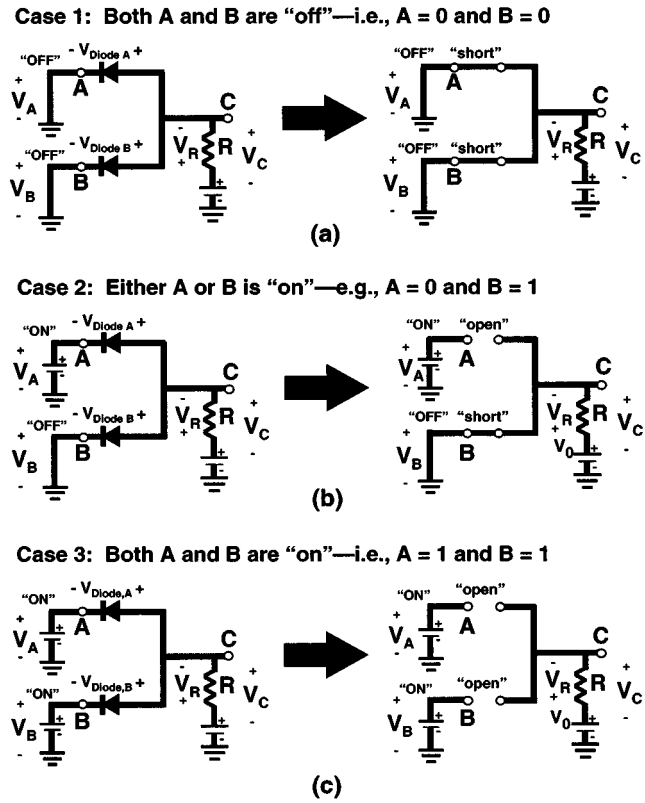 Case 1: Both A and B are “off”—i.e., A = 0 and B = 0
- V Diode A +
“OFF”
A
+
V A
-
- V Diode B +
“OFF”
B
+
V B
-
C
-
V R
+
R
+
-
+
V C
-
“OFF” “short”
A
+
V A
-
“OFF” “short”
B
+
V B
-
C
-
V R
+
R
+
-
+
V C
-
(a)
Case 2: Either A or B is “on”—e.g., A = 0 and B = 1
- V Diode A +
“ON”
A
+
V A
-
+
-
- V Diode B +
“OFF”
B
+
V B
-
C
-
V R
+
R
+
-
+
V C
-
“ON” “open”
A
+
V A
-
+
-
“OFF” “short”
B
+
V B
-
C
-
V R
+
R
V 0
+
-
+
V C
-
(b)
Case 3: Both A and B are “on”—i.e., A = 1 and B = 1
- V Diode,A +
“ON”
A
+
V A
-
+
-
- V Diode,B +
“ON”
B
+
V B
-
+
-
C
-
V R
+
R
+
-
+
V C
-
“ON” “open”
A
+
V A
-
+
-
“ON” “open”
B
+
V B
-
+
-
C
-
V R
+
R
V 0
+
-
+
V C
-
(c)